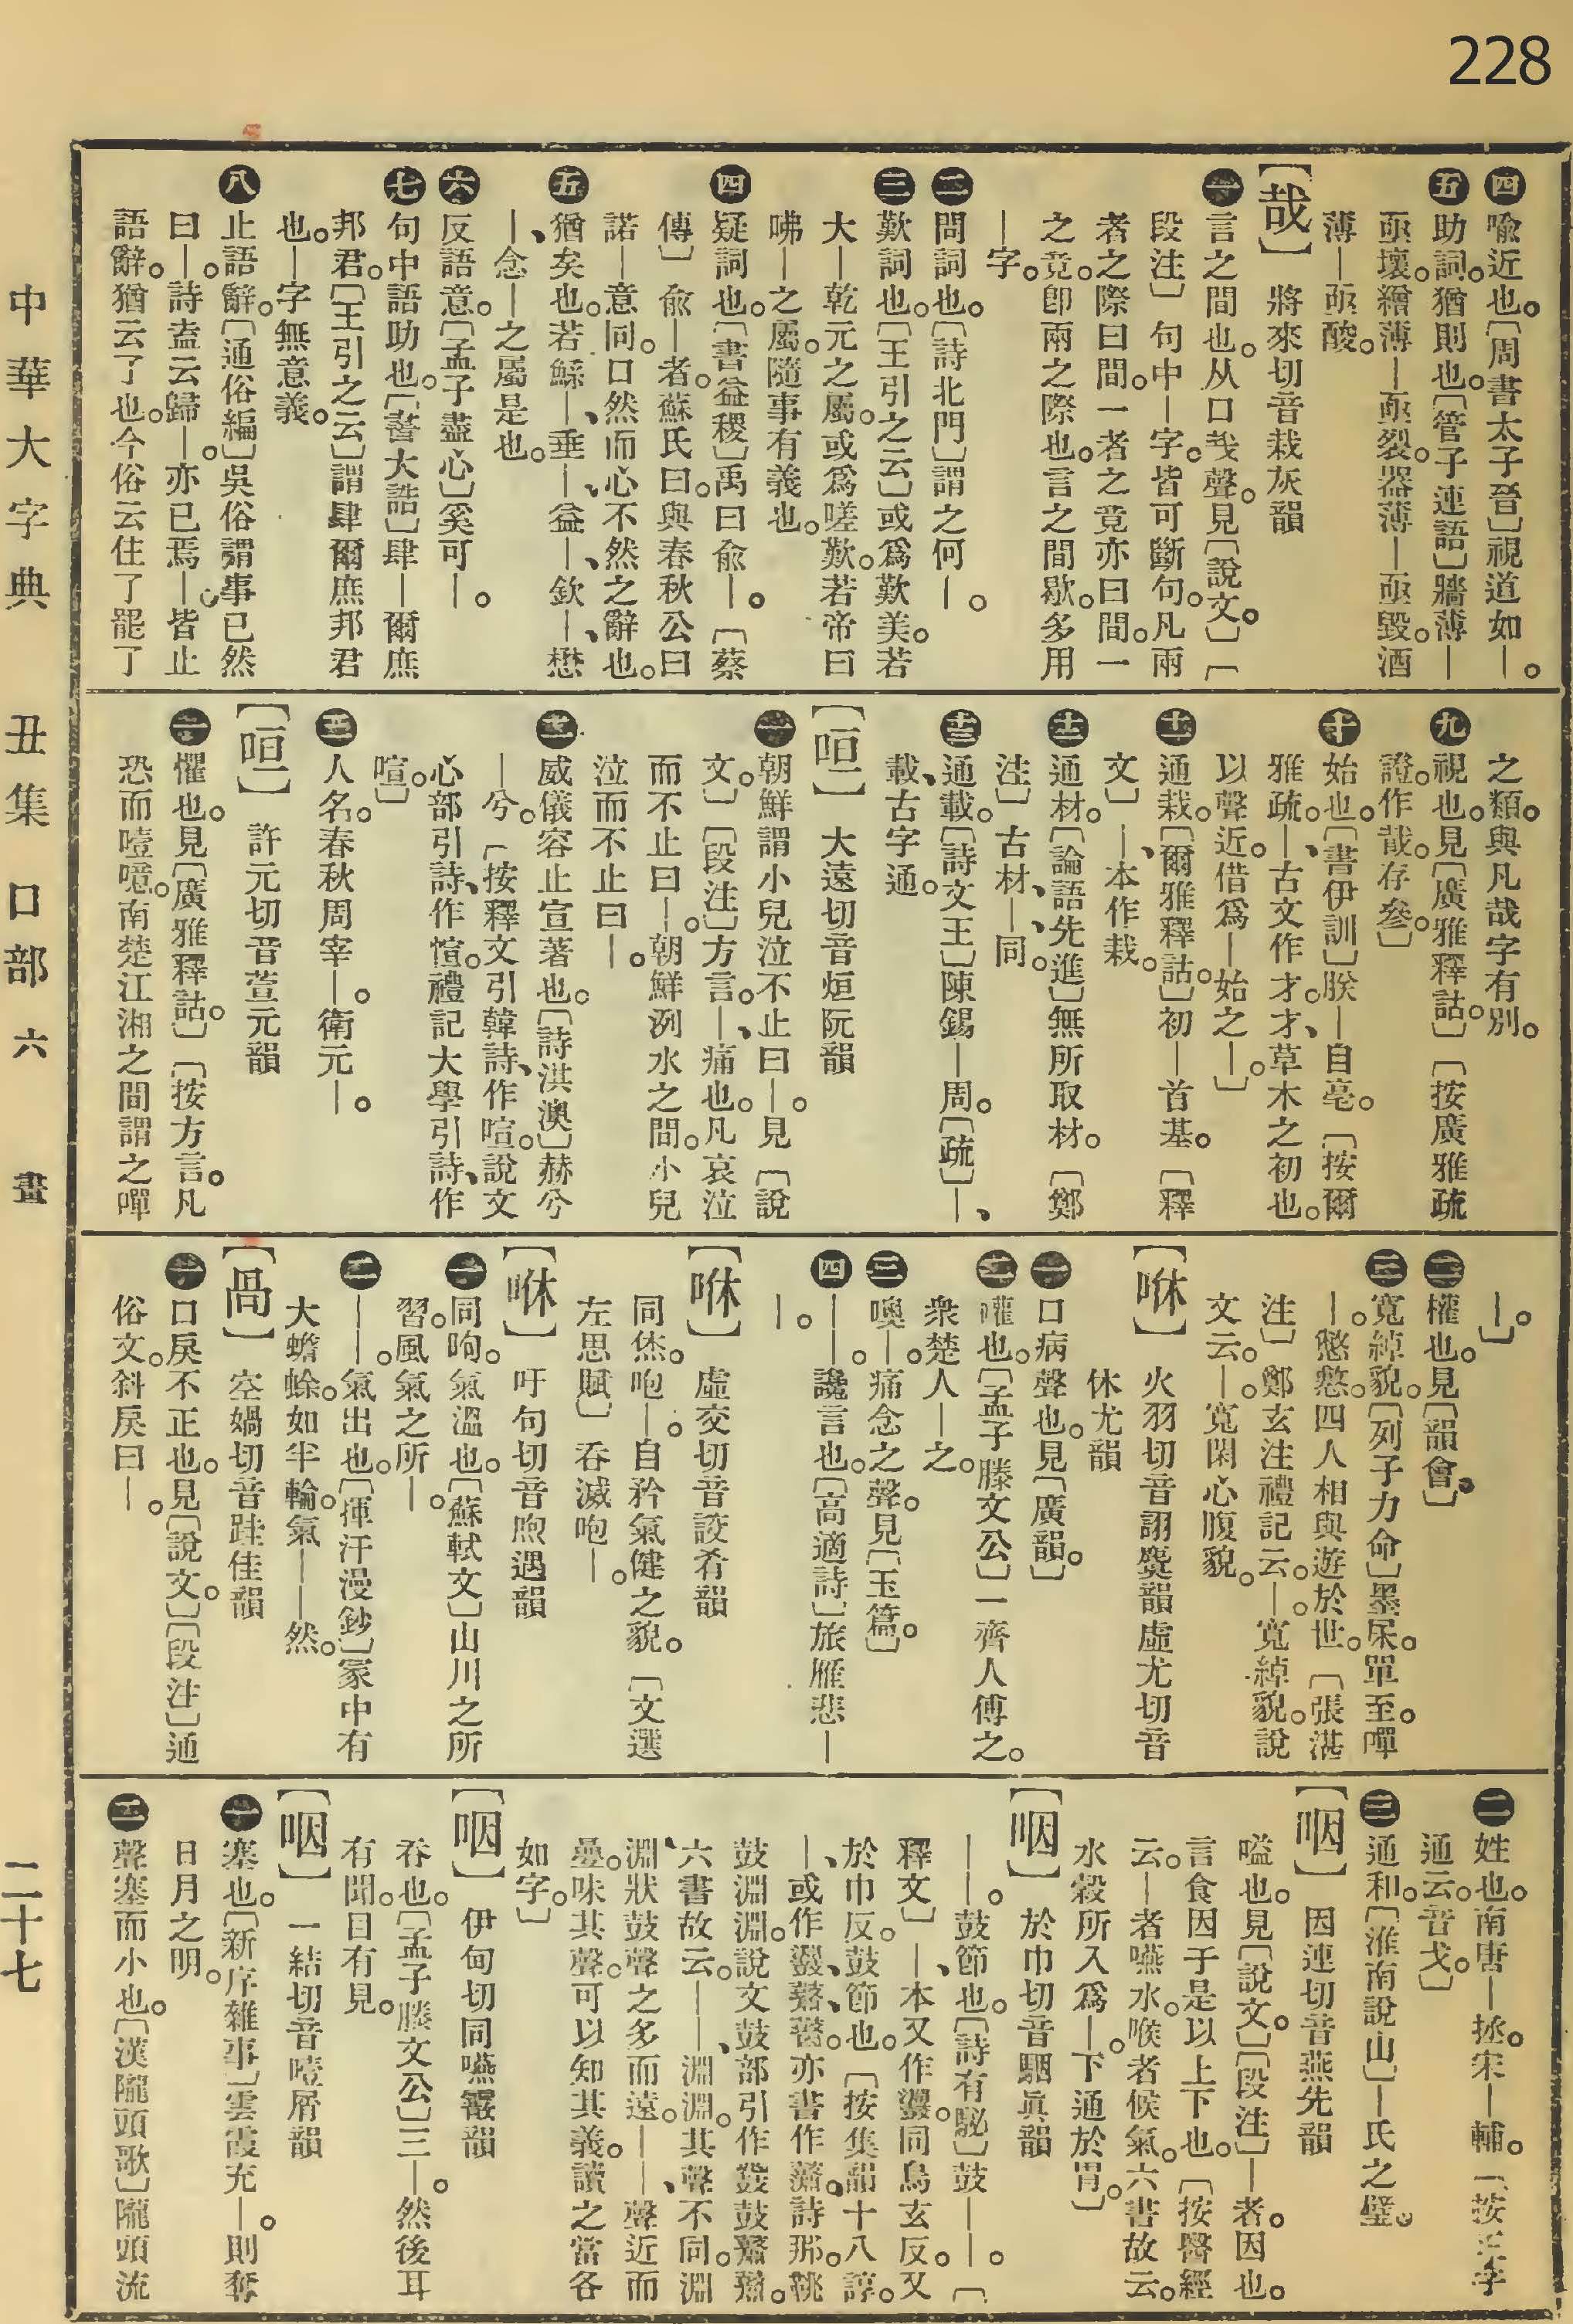 228
四喩近也。〔周書太子晉〕視道如—。
五助詞。猶則也。〔管子連語〕牆薄—
亟壞。繒薄—亟裂。器薄—亟毀。酒
薄—亟酸。
【哉】將來切音栽灰韻
一言之間也。从口𢦏聲。見〔說文。〕〔
段注〕句中—字。皆可斷句。凡兩
者之際曰間。一者之竟亦曰間。一
之竟。卽兩之際也。言之間歇。多用
—字。
二問詞也。〔詩北門〕謂之何—。
三歎詞也。〔王引之云〕或爲歎美。若
大—乾元之屬。或爲嗟歎。若帝曰
咈—之屬。隨事有義也。
四疑詞也。〔書益稷〕禹曰兪—。〔蔡
傳〕兪—者。蘇氏曰。與春秋公曰
諾—意同。口然而心不然之辭也。
五猶矣也。若鯀—、垂—、益—、欽—、懋
—、念—之屬是也。
六反語意。〔孟子盡心〕奚可—。
七句中語助也。〔書大誥〕肆—爾庶
邦君。〔王引之云〕謂肆爾庶邦君
也。—字無意義。
八止語辭。〔通俗編〕吳俗謂事已然
曰—。詩盍云歸—。亦已焉—。皆止
語辭。猶云了也。今俗云住了罷了
之類。與凡哉字有別。
九視也。見〔廣雅釋詁。〕〔按廣雅疏
證。作㦲。存參。〕
十始也。〔書伊訓〕朕—自亳。〔按爾
雅疏。—、古文作才。才、草木之初也。
以聲近。借爲—始之—。〕
十一通栽。〔爾雅釋詁。〕初—首基。〔釋
文〕—、本作栽。
十二通材。〔論語先進〕無所取材。〔鄭
注〕古材、—、同。
十三通載。〔詩文王〕陳錫—周。〔疏〕—、
載、古字通。
【咺】大遠切音烜阮韻
一朝鮮謂小兒泣不止曰—。見〔說
文。〕〔段注〕方言。—、痛也。凡哀泣
而不止曰—。朝鮮洌水之間。小兒
泣而不止曰—。
二威儀容止宣著也。〔詩淇澳〕赫兮
—兮。〔按釋文引韓詩、作喧。說文
心部引詩、作愃。禮記大學引詩、作
喧。〕
三人名。春秋周宰—。衛元—。
【咺】許元切音萱元韻
一懼也。見〔廣雅釋詁。〕〔按方言。凡
恐而噎噫。南楚江湘之間謂之嘽
—。〕
二權也。見〔韻會。〕
三寬綽貌。〔列子力命〕墨杘。單至。嘽
—。憋憨。四人相與遊於世。〔張湛
注〕鄭玄注禮記云。—。寬綽貌。說
文云。—。寬閑心腹貌。
【咻】火羽切音詡麌韻虛尤切音
休尤韻
一口病聲也。見〔廣韻。〕
二嚾也。〔孟子滕文公〕一齊人傅之。
衆楚人—之。
三噢—。痛念之聲。見〔玉篇。〕
四——。讒言也。〔高適詩〕旅雁悲—
—。
【咻】虛交切音詨肴韻
同烋。咆—。自矜氣健之貌。〔文選
左思賦〕吞滅咆—。
【咻】吁句切音煦遇韻
一同呴。氣溫也。〔蘇軾文〕山川之所
習。風氣之所—。
二——。氣出也。〔揮汗漫鈔〕冢中有
大蟾蜍。如半輪。氣——然。
【咼】空媧切音跬佳韻
一口戾不正也。見〔說文。〕〔段注〕通
俗文。斜戾曰—。
二姓也。南唐—拯。宋—輔。〔按正字
通云。音戈。〕
三通和。〔淮南說山〕—氏之璧。
【咽】因連切音燕先韻
嗌也。見〔說文。〕〔段注〕—者。因也。
言食因于是以上下也。〔按醫經
云。—者嚥水。喉者候氣。六書故云。
水穀所入爲—。下通於胃。〕
【咽】於巾切音駰眞韻
——。鼓節也。〔詩有駜〕鼓——。〔
釋文〕—、本又作鼝。同烏玄反。又
於巾反。鼓節也。〔按集韻十八諄。
—、或作鼝、鼘、鼞。亦書作鼘。詩那。鞉
鼓淵淵。說文鼓部引作鼗鼓鼘鼘。
六書故云。——、淵淵。其聲不同。淵
淵、狀鼓聲之多而遠。——、聲近而
疊。味其聲。可以知其義。讀之當各
如字。〕
【咽】伊甸切同嚥霰韻
吞也。〔孟子滕文公〕三—。然後耳
有聞。目有見。
【咽】一結切音噎屑韻
一塞也。〔新序雜事〕雲霞充—。則奪
日月之明。
二聲塞而小也。〔漢隴頭歌〕隴頭流
中華大字典 丑集 口部 六畫 二十七